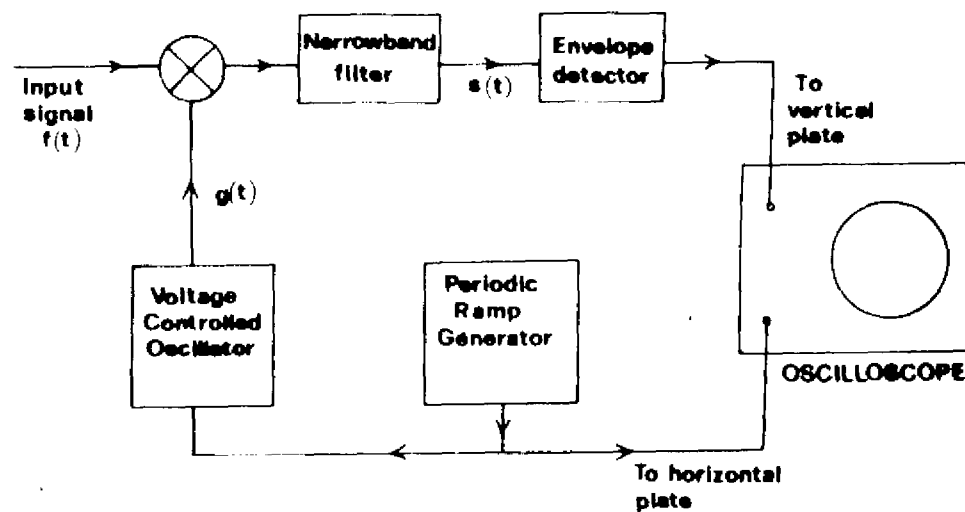 Narrowband
filter
Envelope
detector
Input
signal
f(t)
s(t)
To
vertical
plate
g(t)
Voltage
Controlled
Oscillator
Periodic
Ramp
Generator
OSCILLOSCOPE
To horizontal
plate